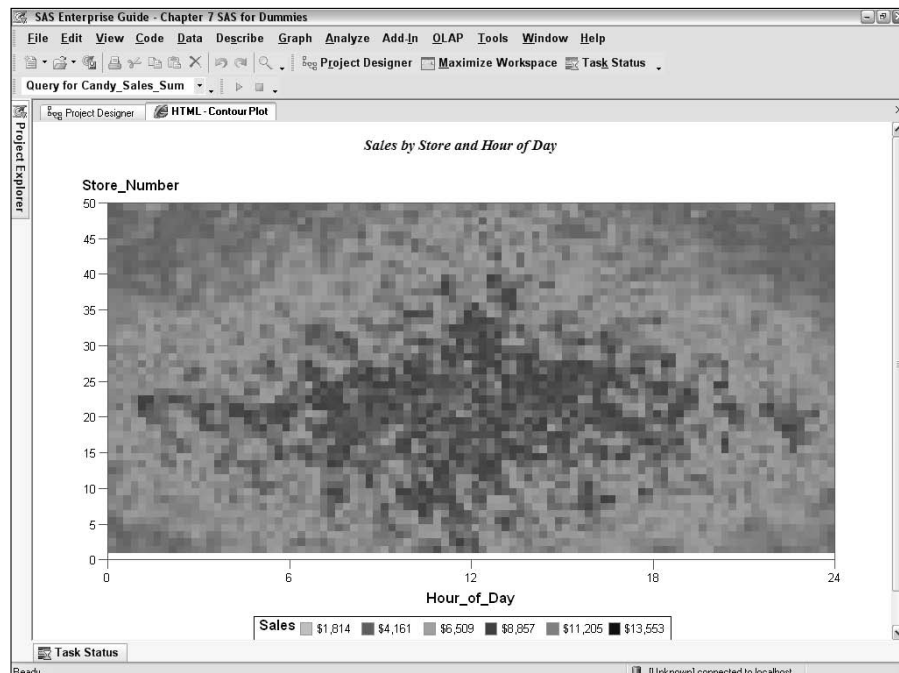 SAS Enterprise Guide - Chapter 7 SAS for Dummies
File Edit View Code Data Describe Graph Analyze Add-In OLAP Tools Window Help
Project Designer Maximize Workspace Task Status
Query for Candy_Sales_Sum
Project Designer HTML - Contour Plot
Project Explorer
Sales by Store and Hour of Day
Store_Number
50
45
40
35
30
25
20
15
10
5
0
0 6 12 18 24
Hour_of_Day
Sales $1,814 $4,161 $6,509 $8,857 $11,205 $13,553
Task Status
Ready [Unknown] connected to localhost